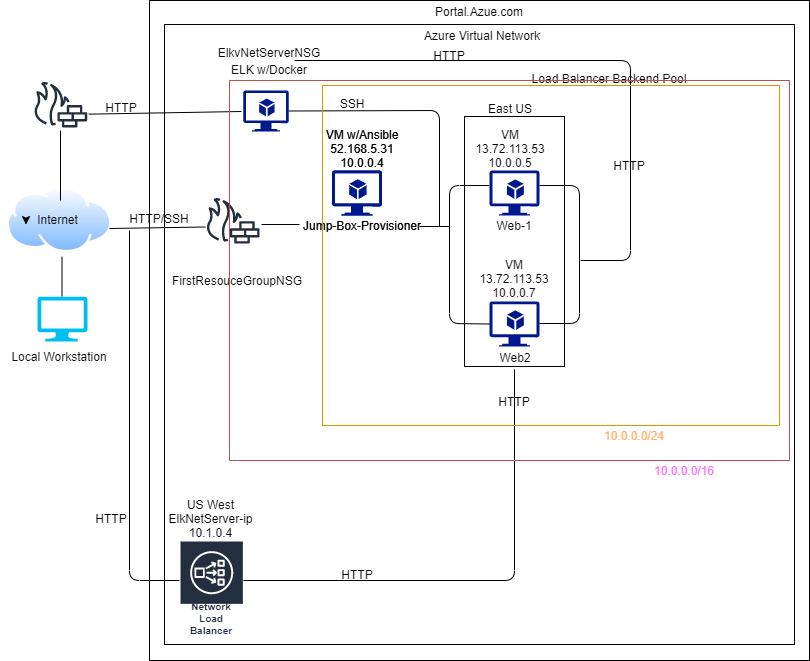 Portal.Azue.com
Azure Virtual Network
ElkvNetServerNSG
ELK w/Docker
HTTP
Load Balancer Backend Pool
HTTP
SSH
East US
VM w/Ansible
52.168.5.31
10.0.0.4
VM
13.72.113.53
10.0.0.5
HTTP
Internet
HTTP/SSH
Jump-Box-Provisioner
Web-1
FirstResouceGroupNSG
VM
13.72.113.53
10.0.0.7
Local Workstation
Web2
HTTP
10.0.0.0/24
10.0.0.0/16
US West
ElkNetServer-ip
10.1.0.4
HTTP
HTTP
Network
Load
Balancer